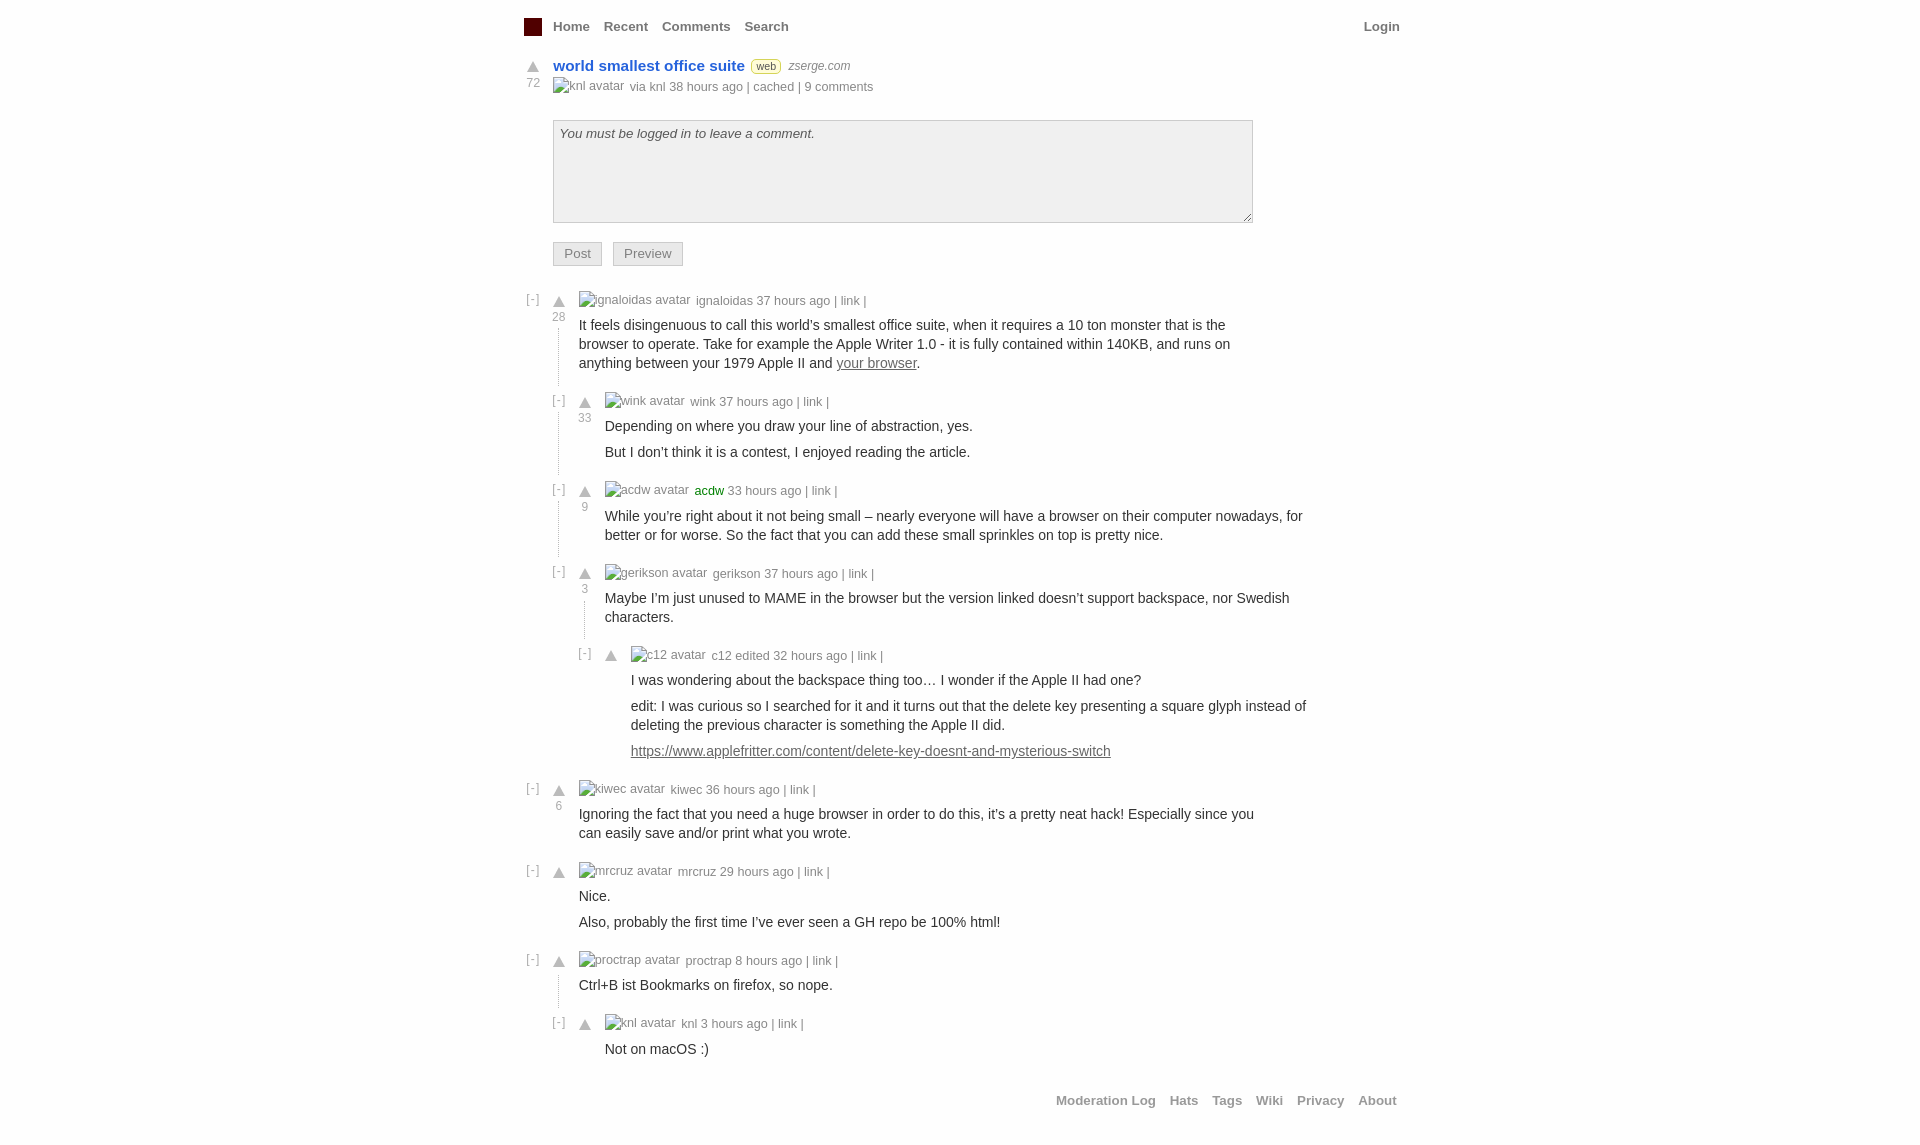 Home Recent Comments Search Login
world smallest office suite web zserge.com
72
knl avatar via knl 38 hours ago | cached | 9 comments
You must be logged in to leave a comment.
Post Preview
[-] ignaloidas avatar ignaloidas 37 hours ago | link |
28
It feels disingenuous to call this world’s smallest office suite, when it requires a 10 ton monster that is the
browser to operate. Take for example the Apple Writer 1.0 - it is fully contained within 140KB, and runs on
anything between your 1979 Apple II and your browser.
[-] wink avatar wink 37 hours ago | link |
33
Depending on where you draw your line of abstraction, yes.
But I don’t think it is a contest, I enjoyed reading the article.
[-] acdw avatar acdw 33 hours ago | link |
9
While you’re right about it not being small – nearly everyone will have a browser on their computer nowadays, for
better or for worse. So the fact that you can add these small sprinkles on top is pretty nice.
[-] gerikson avatar gerikson 37 hours ago | link |
3
Maybe I’m just unused to MAME in the browser but the version linked doesn’t support backspace, nor Swedish
characters.
[-] c12 avatar c12 edited 32 hours ago | link |
I was wondering about the backspace thing too… I wonder if the Apple II had one?
edit: I was curious so I searched for it and it turns out that the delete key presenting a square glyph instead of
deleting the previous character is something the Apple II did.
https://www.applefritter.com/content/delete-key-doesnt-and-mysterious-switch
[-] kiwec avatar kiwec 36 hours ago | link |
6
Ignoring the fact that you need a huge browser in order to do this, it’s a pretty neat hack! Especially since you
can easily save and/or print what you wrote.
[-] mrcruz avatar mrcruz 29 hours ago | link |
Nice.
Also, probably the first time I’ve ever seen a GH repo be 100% html!
[-] proctrap avatar proctrap 8 hours ago | link |
Ctrl+B ist Bookmarks on firefox, so nope.
[-] knl avatar knl 3 hours ago | link |
Not on macOS :)
Moderation Log Hats Tags Wiki Privacy About